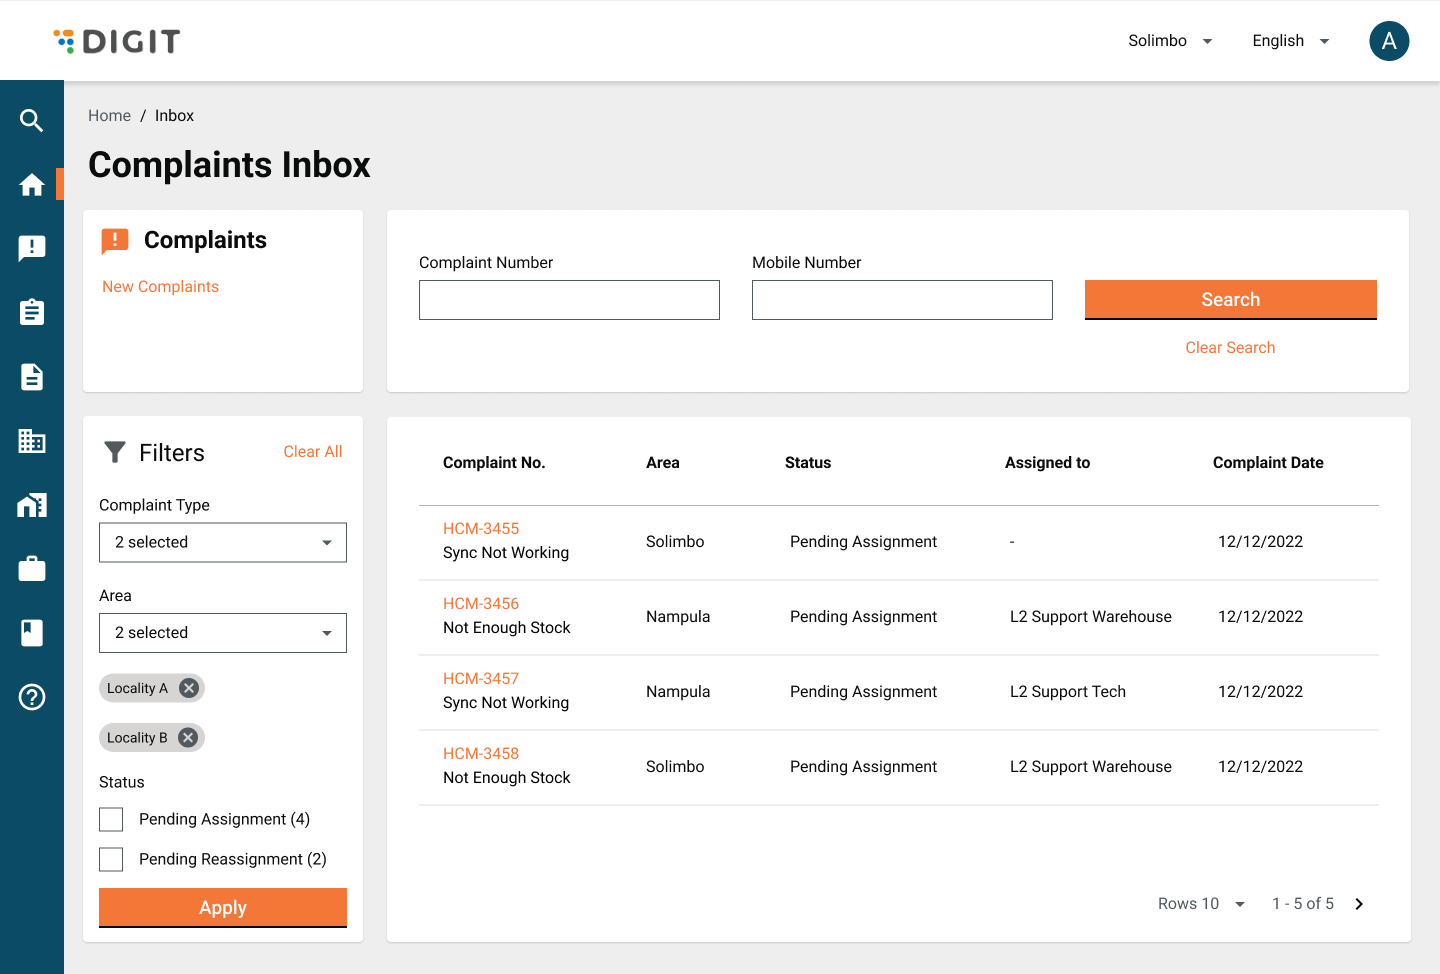 DIGIT
Solimbo
English
A
Home / Inbox
Complaints Inbox
Complaints
New Complaints
Complaint Number
Mobile Number
Search
Clear Search
Filters
Clear All
Complaint Type
2 selected
Area
2 selected
Locality A
Locality B
Status
Pending Assignment (4)
Pending Reassignment (2)
Apply
Complaint No. Area Status Assigned to Complaint Date
HCM-3455
Sync Not Working
Solimbo Pending Assignment - 12/12/2022
HCM-3456
Not Enough Stock
Nampula Pending Assignment L2 Support Warehouse 12/12/2022
HCM-3457
Sync Not Working
Nampula Pending Assignment L2 Support Tech 12/12/2022
HCM-3458
Not Enough Stock
Solimbo Pending Assignment L2 Support Warehouse 12/12/2022
Rows 10 1 - 5 of 5